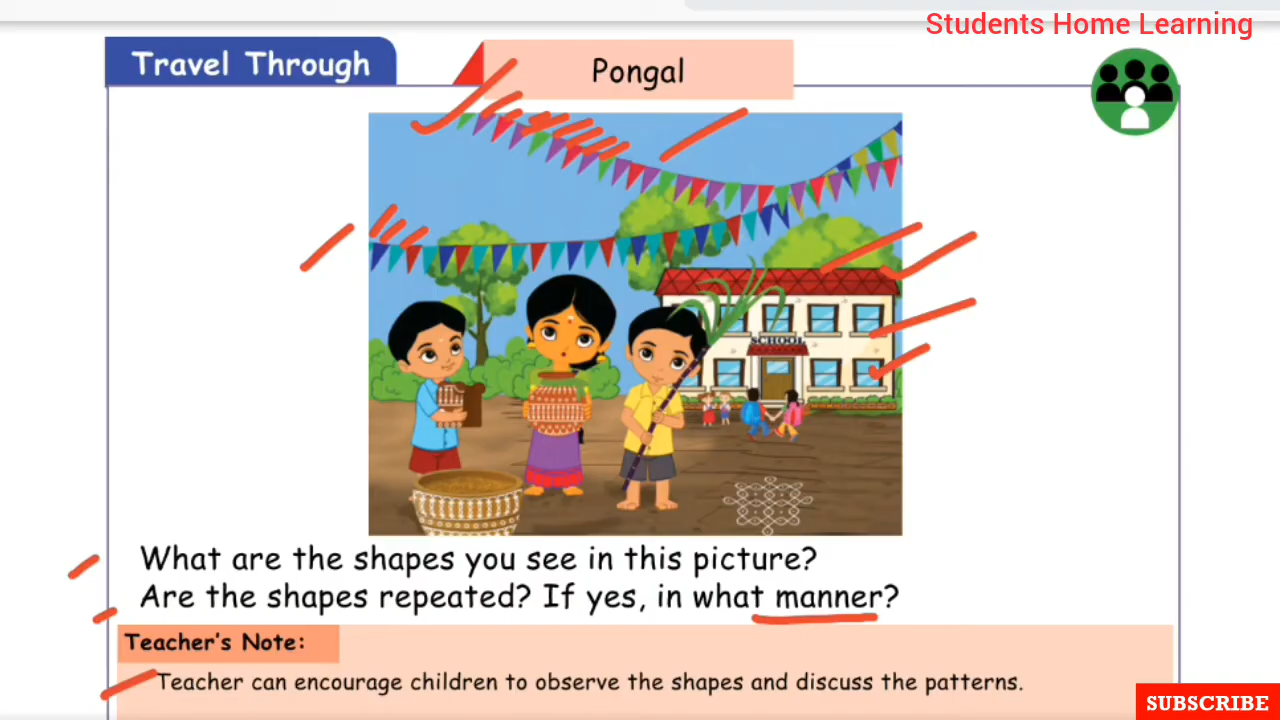 Students Home Learning
Travel Through
Pongal
SCHOOL
What are the shapes you see in this picture?
Are the shapes repeated? If yes, in what manner?
Teacher's Note:
Teacher can encourage children to observe the shapes and discuss the patterns.
SUBSCRIBE